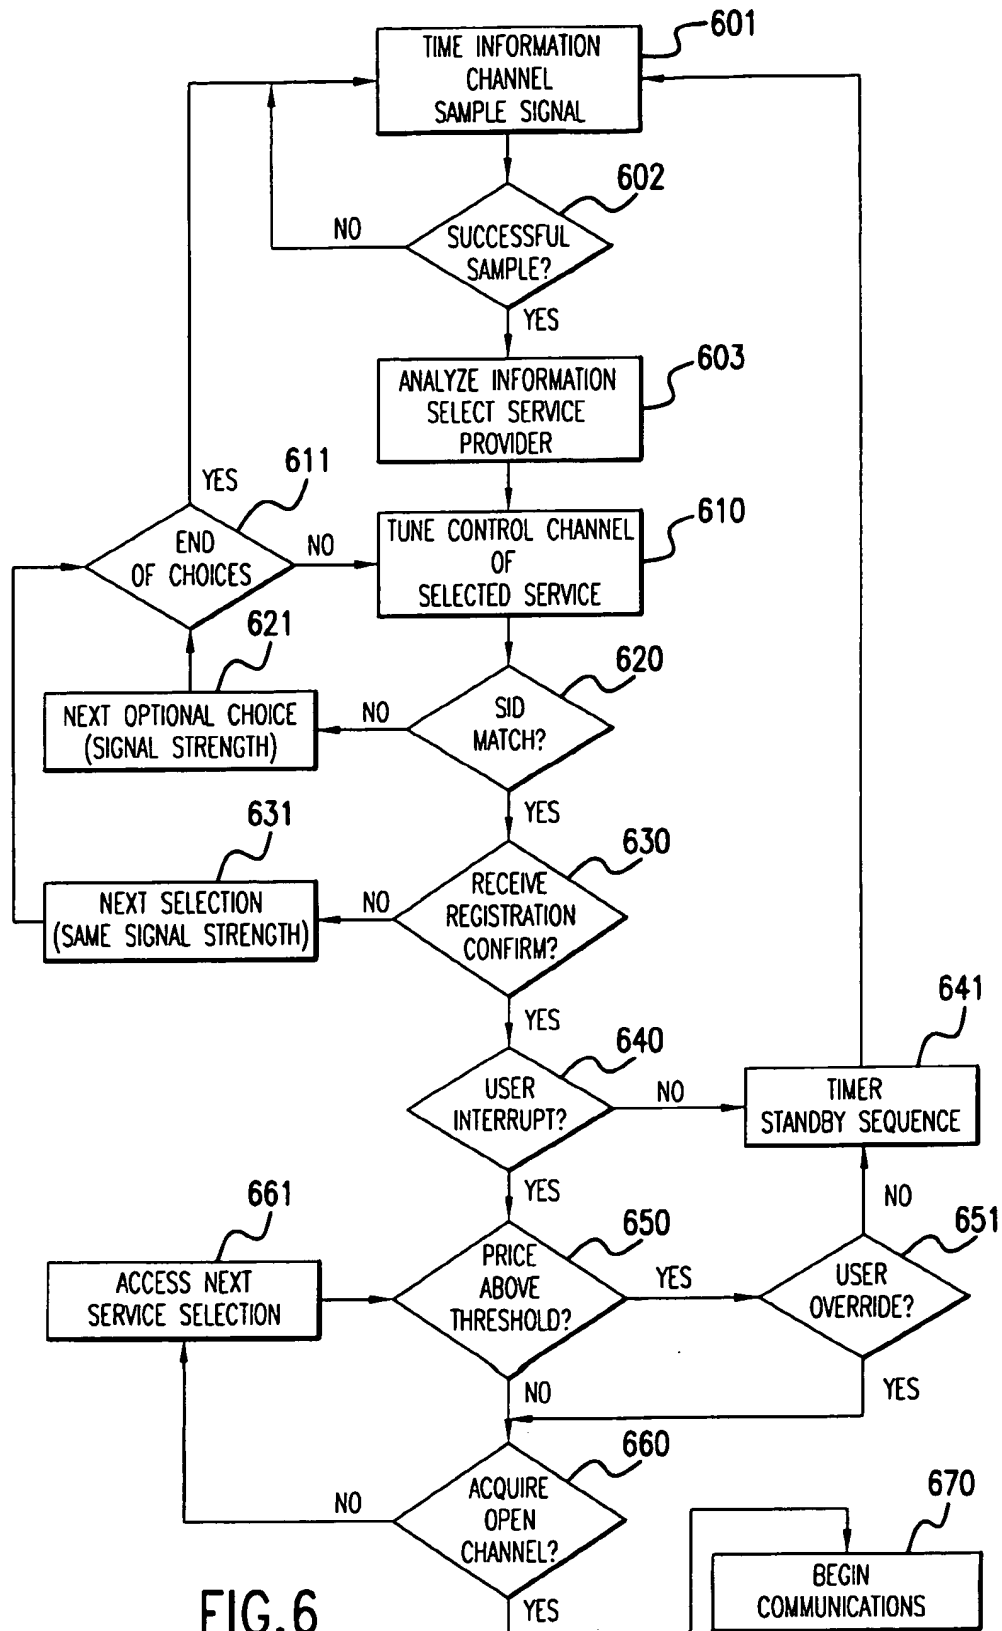 601
TIME INFORMATION
CHANNEL
SAMPLE SIGNAL
602
NO
SUCCESSFUL
SAMPLE?
YES
603
ANALYZE INFORMATION
SELECT SERVICE
PROVIDER
611
YES
END
OF CHOICES
NO
610
TUNE CONTROL CHANNEL
OF
SELECTED SERVICE
621
NEXT OPTIONAL CHOICE
(SIGNAL STRENGTH)
NO
620
SID
MATCH?
YES
631
NEXT SELECTION
(SAME SIGNAL STRENGTH)
NO
630
RECEIVE
REGISTRATION
CONFIRM?
YES
640
USER
INTERRUPT?
NO
641
TIMER
STANDBY SEQUENCE
YES
NO
661
ACCESS NEXT
SERVICE SELECTION
650
PRICE
ABOVE
THRESHOLD?
YES
651
USER
OVERRIDE?
NO
YES
660
NO
ACQUIRE
OPEN
CHANNEL?
670
BEGIN
COMMUNICATIONS
YES
FIG.6